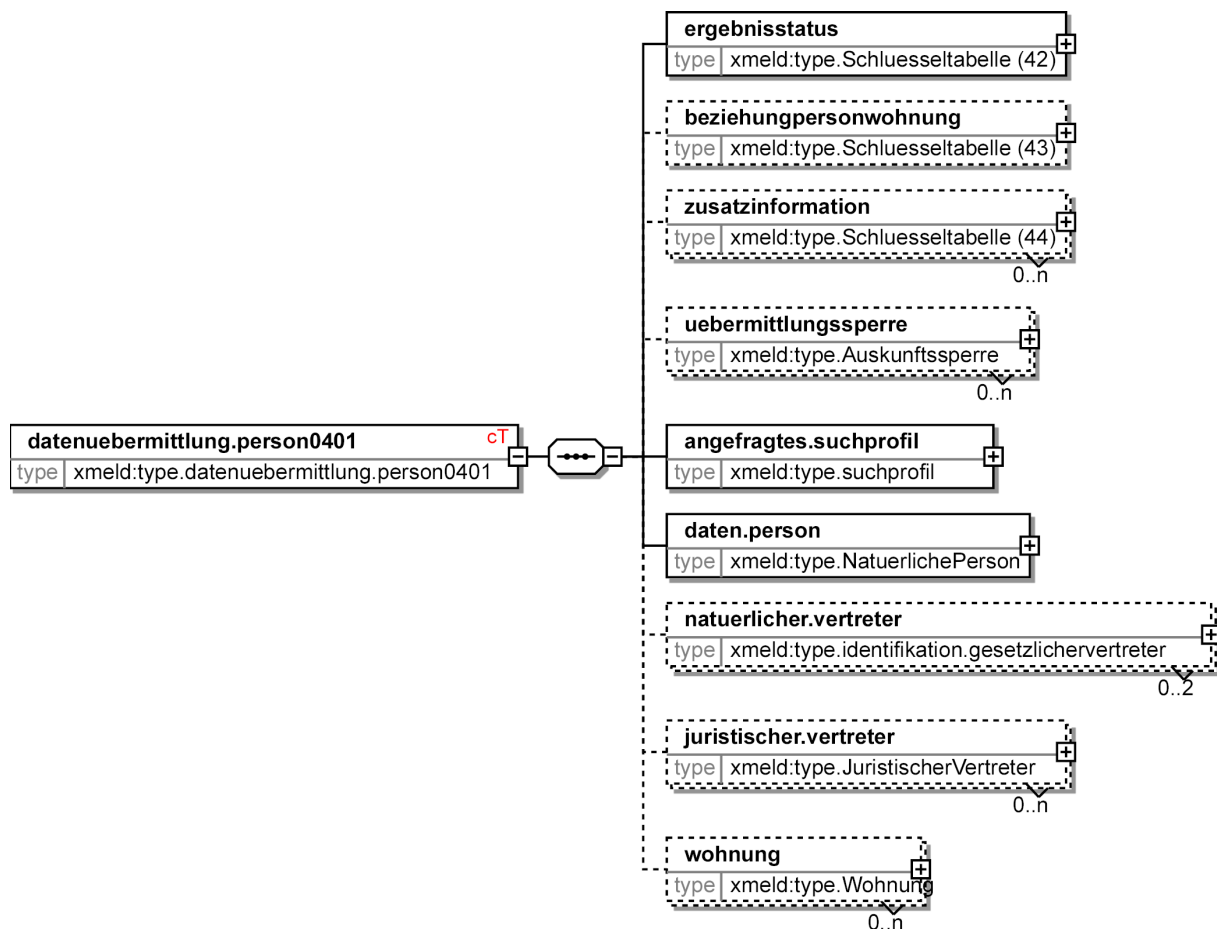 ergebnisstatus
type xmeld:type.Schluesseltabelle (42)
beziehungpersonwohnung
type xmeld:type.Schluesseltabelle (43)
zusatzinformation
type xmeld:type.Schluesseltabelle (44)
0..n
uebermittlungssperre
type xmeld:type.Auskunftssperre
0..n
datenuebermittlung.person0401 cT
type xmeld:type.datenuebermittlung.person0401
angefragtes.suchprofil
type xmeld:type.suchprofil
daten.person
type xmeld:type.NatuerlichePerson
natuerlicher.vertreter
type xmeld:type.identifikation.gesetzlichervertreter
0..2
juristischer.vertreter
type xmeld:type.JuristischerVertreter
0..n
wohnung
type xmeld:type.Wohnung
0..n